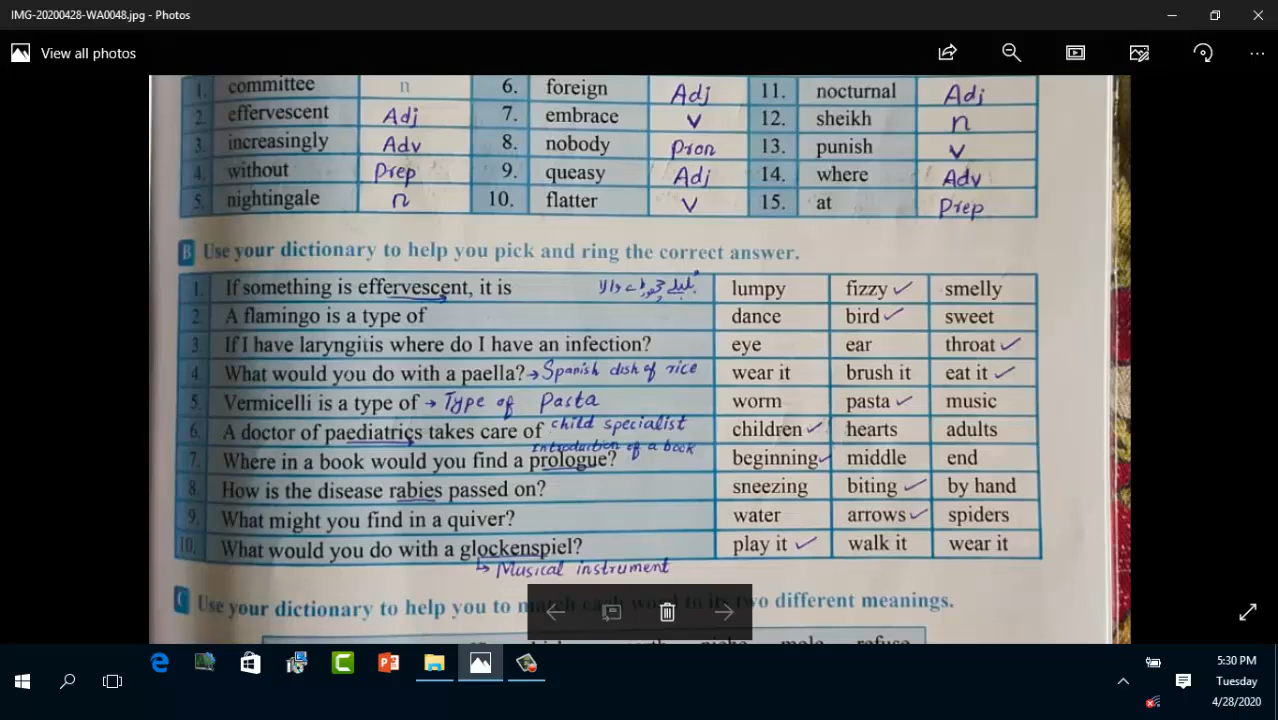 IMG-20200428-WA0048.jpg - Photos
View all photos
1. committee n 6. foreign Adj 11. nocturnal Adj
2. effervescent Adj 7. embrace v 12. sheikh n
3. increasingly Adv 8. nobody Pron 13. punish v
4. without Prep 9. queasy Adj 14. where Adv
5. nightingale n 10. flatter v 15. at Prep
B Use your dictionary to help you pick and ring the correct answer.
1. If something is effervescent, it is lumpy fizzy ✓ smelly
2. A flamingo is a type of dance bird ✓ sweet
3. If I have laryngitis where do I have an infection? eye ear throat ✓
4. What would you do with a paella? → Spanish dish of rice wear it brush it eat it ✓
5. Vermicelli is a type of → Type of Pasta worm pasta ✓ music
6. A doctor of paediatrics takes care of child specialist children ✓ hearts adults
Introduction of a book
7. Where in a book would you find a prologue? beginning ✓ middle end
8. How is the disease rabies passed on? sneezing biting ✓ by hand
9. What might you find in a quiver? water arrows ✓ spiders
10. What would you do with a glockenspiel? play it ✓ walk it wear it
↳ Musical instrument
C Use your dictionary to help you to match each word to its two different meanings.
mole refuse
5:30 PM
Tuesday
4/28/2020